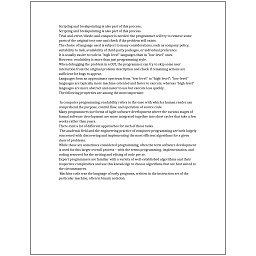 Scripting and breakpointing is also part of this process.
Scripting and breakpointing is also part of this process.
Scripting and breakpointing is also part of this process.
Trial-and-error/divide-and-conquer is needed: the programmer will try to remove some
parts of the original test case and check if the problem still exists.
The choice of language used is subject to many considerations, such as company policy,
suitability to task, availability of third-party packages, or individual preference.
It is usually easier to code in "high-level" languages than in "low-level" ones.
However, readability is more than just programming style.
When debugging the problem in a GUI, the programmer can try to skip some user
interaction from the original problem description and check if remaining actions are
sufficient for bugs to appear.
Languages form an approximate spectrum from "low-level" to "high-level"; "low-level"
languages are typically more machine-oriented and faster to execute, whereas "high-level"
languages are more abstract and easier to use but execute less quickly.
The following properties are among the most important:

In computer programming, readability refers to the ease with which a human reader can
comprehend the purpose, control flow, and operation of source code.
Many programmers use forms of Agile software development where the various stages of
formal software development are more integrated together into short cycles that take a few
weeks rather than years.
There exist a lot of different approaches for each of those tasks.
The academic field and the engineering practice of computer programming are both largely
concerned with discovering and implementing the most efficient algorithms for a given
class of problems.
While these are sometimes considered programming, often the term software development
is used for this larger overall process – with the terms programming, implementation, and
coding reserved for the writing and editing of code per se.
Expert programmers are familiar with a variety of well-established algorithms and their
respective complexities and use this knowledge to choose algorithms that are best suited to
the circumstances.
Machine code was the language of early programs, written in the instruction set of the
particular machine, often in binary notation.